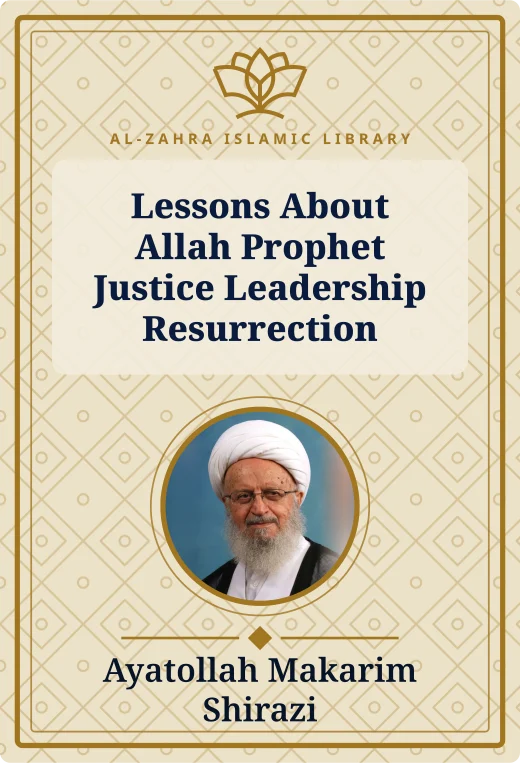 AL-ZAHRA ISLAMIC LIBRARY
Lessons About
Allah Prophet
Justice Leadership
Resurrection
Ayatollah Makarim
Shirazi